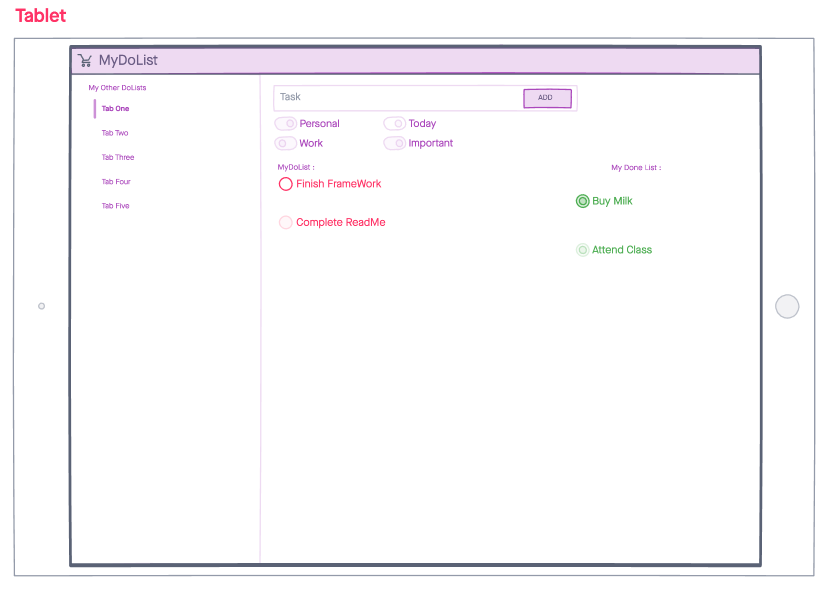 Tablet
MyDoList
My Other DoLists
Tab One
Tab Two
Tab Three
Tab Four
Tab Five
Task
ADD
Personal
Today
Work
Important
MyDoList :
My Done List :
Finish FrameWork
Buy Milk
Complete ReadMe
Attend Class